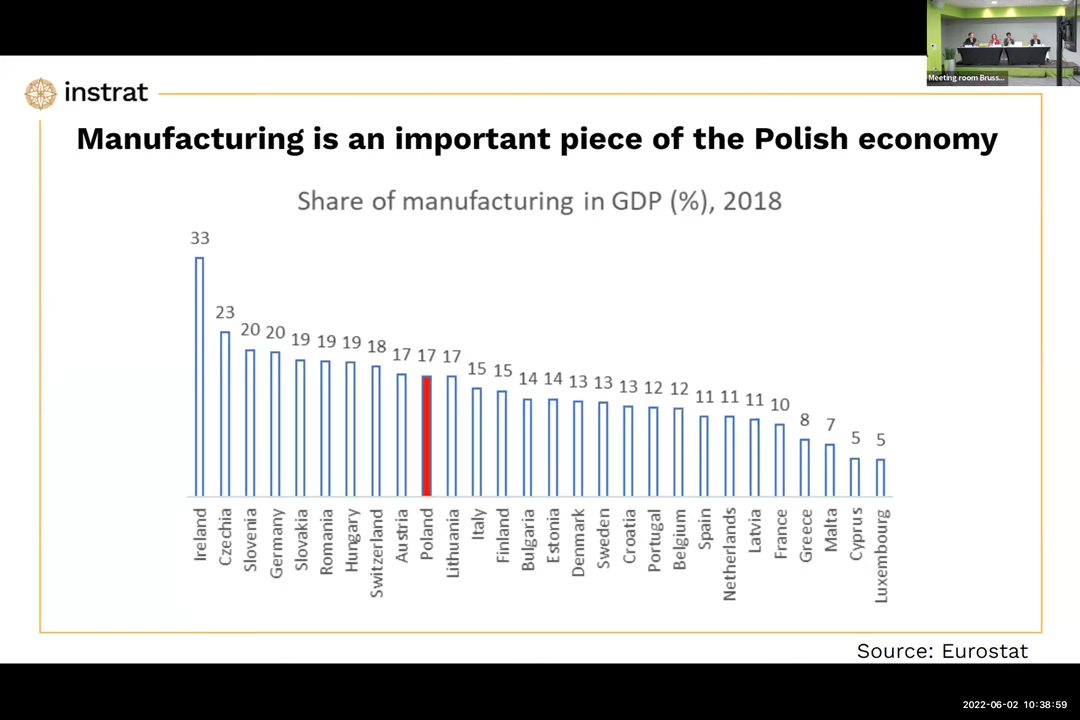 Meeting room Bruss...
instrat
Manufacturing is an important piece of the Polish economy
Share of manufacturing in GDP (%), 2018
33
23
20
20
19
19
19
18
17
17
17
15
15
14
14
13
13
13
12
12
11
11
11
10
8
7
5
5
Ireland
Czechia
Slovenia
Germany
Slovakia
Romania
Hungary
Switzerland
Austria
Poland
Lithuania
Italy
Finland
Bulgaria
Estonia
Denmark
Sweden
Croatia
Portugal
Belgium
Spain
Netherlands
Latvia
France
Greece
Malta
Cyprus
Luxembourg
Source: Eurostat
2022-06-02 10:38:59